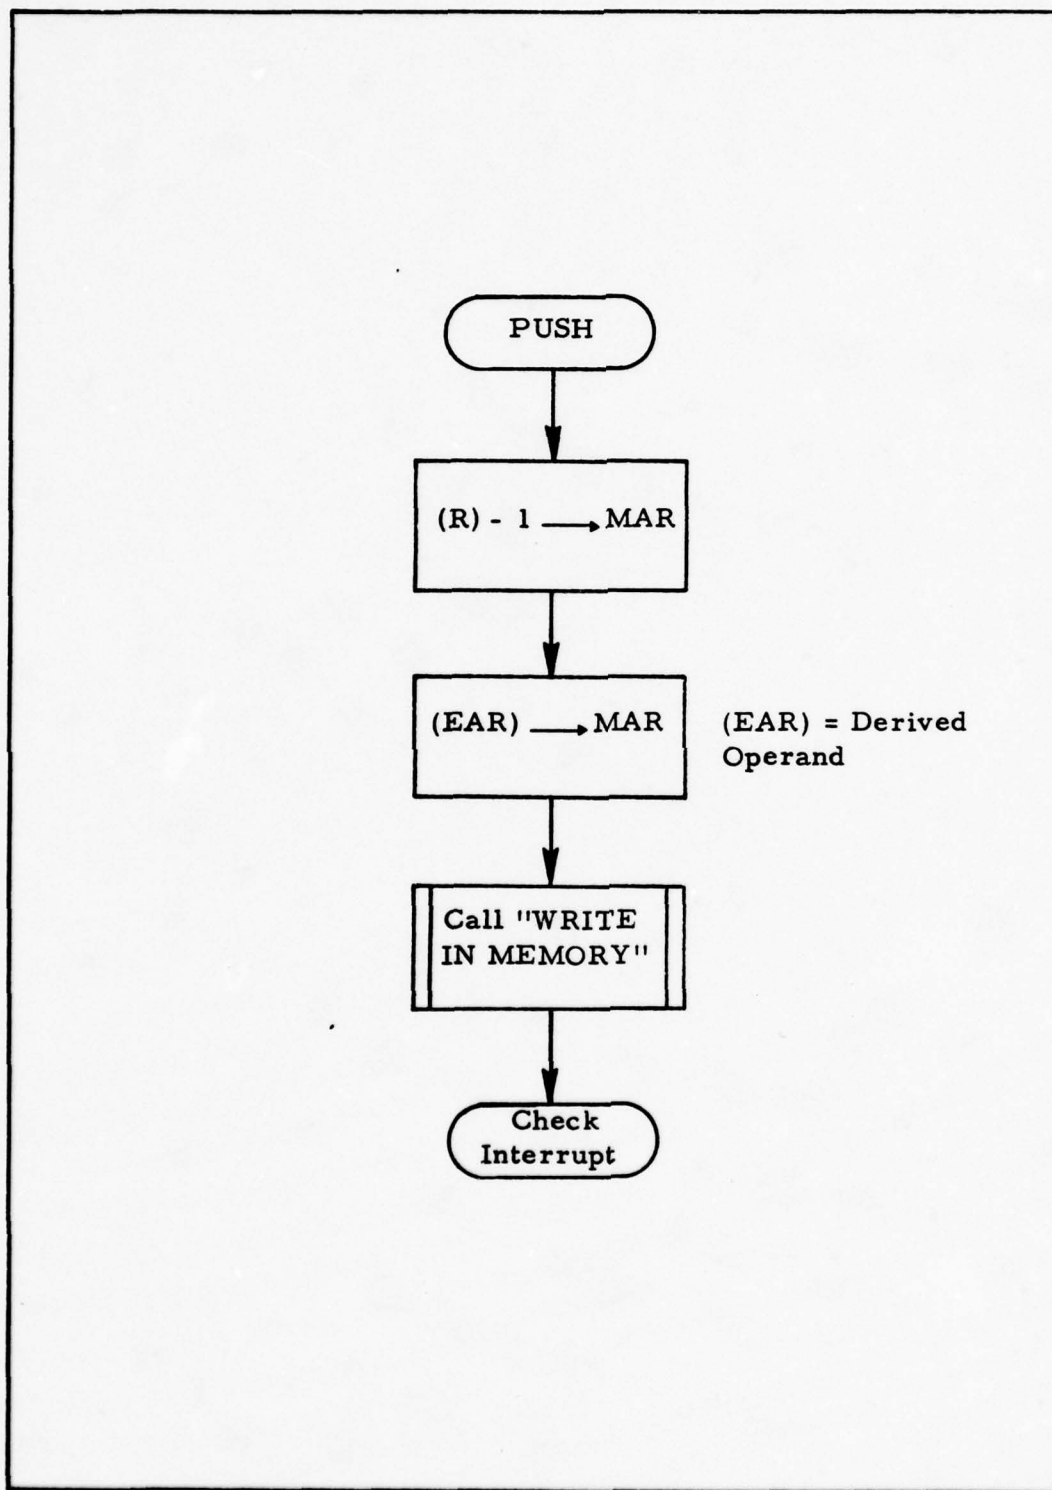 PUSH
(R) - 1 → MAR
(EAR) → MAR
(EAR) = Derived
Operand
Call "WRITE
IN MEMORY"
Check
Interrupt